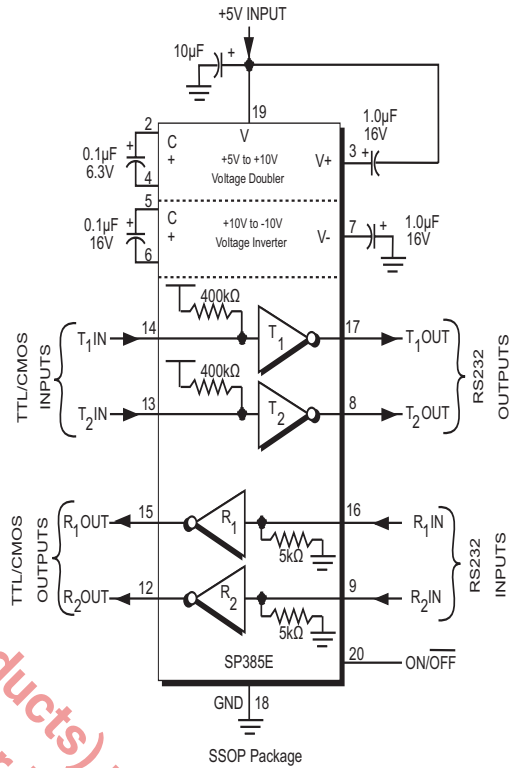 +5V INPUT
10µF +
19
1.0µF
16V
2
C
+
V
+5V to +10V
Voltage Doubler
V+
3 +
+
0.1µF
6.3V
4
5
C
+
+10V to -10V
Voltage Inverter
V-
7
+
1.0µF
16V
+
0.1µF
16V
6
400kΩ
TTL/CMOS
INPUTS
T1IN
14
T1
17
T1OUT
RS232
OUTPUTS
400kΩ
T2IN
13
T2
8
T2OUT
TTL/CMOS
OUTPUTS
R1OUT
15
R1
16
R1IN
RS232
INPUTS
5kΩ
R2OUT
12
R2
9
R2IN
5kΩ
SP385E
20
ON/OFF
GND 18
SSOP Package
ducts)